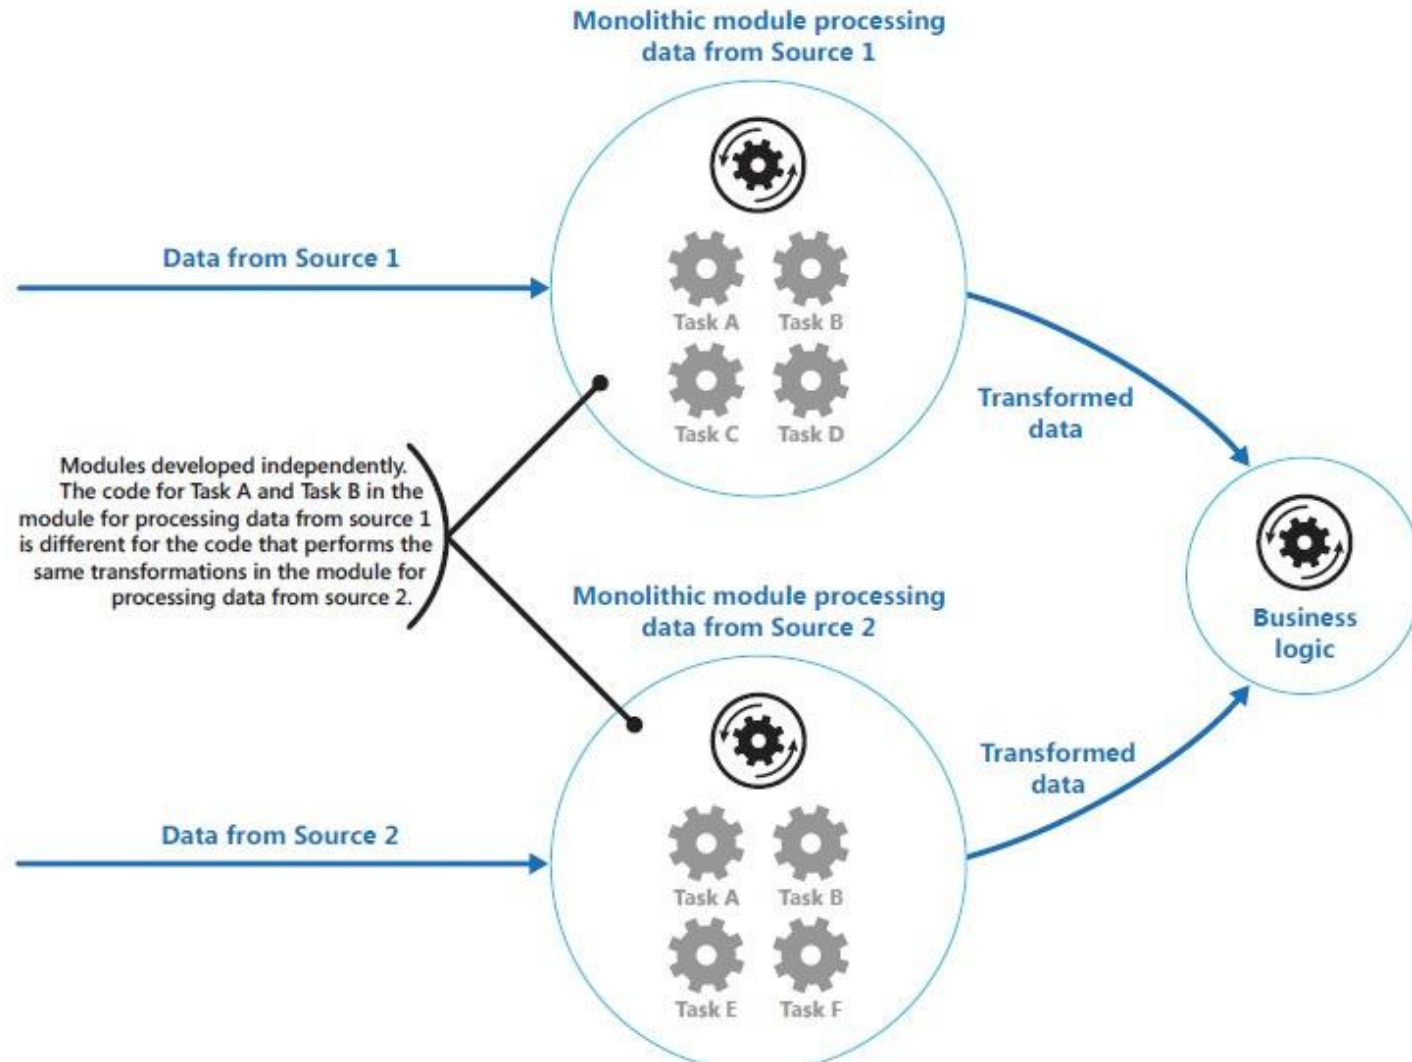 Monolithic module processing
data from Source 1
Data from Source 1
Task A
Task B
Task C
Task D
Transformed
data
Modules developed independently.
The code for Task A and Task B in the
module for processing data from source 1
is different for the code that performs the
same transformations in the module for
processing data from source 2.
Business
logic
Monolithic module processing
data from Source 2
Transformed
data
Data from Source 2
Task A
Task B
Task E
Task F